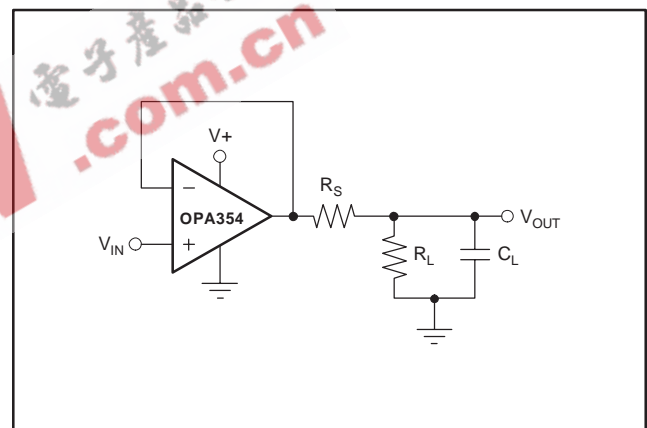 電子產品
.com.cn
V+
−
OPA354
+
V_IN
R_S
R_L
C_L
V_OUT